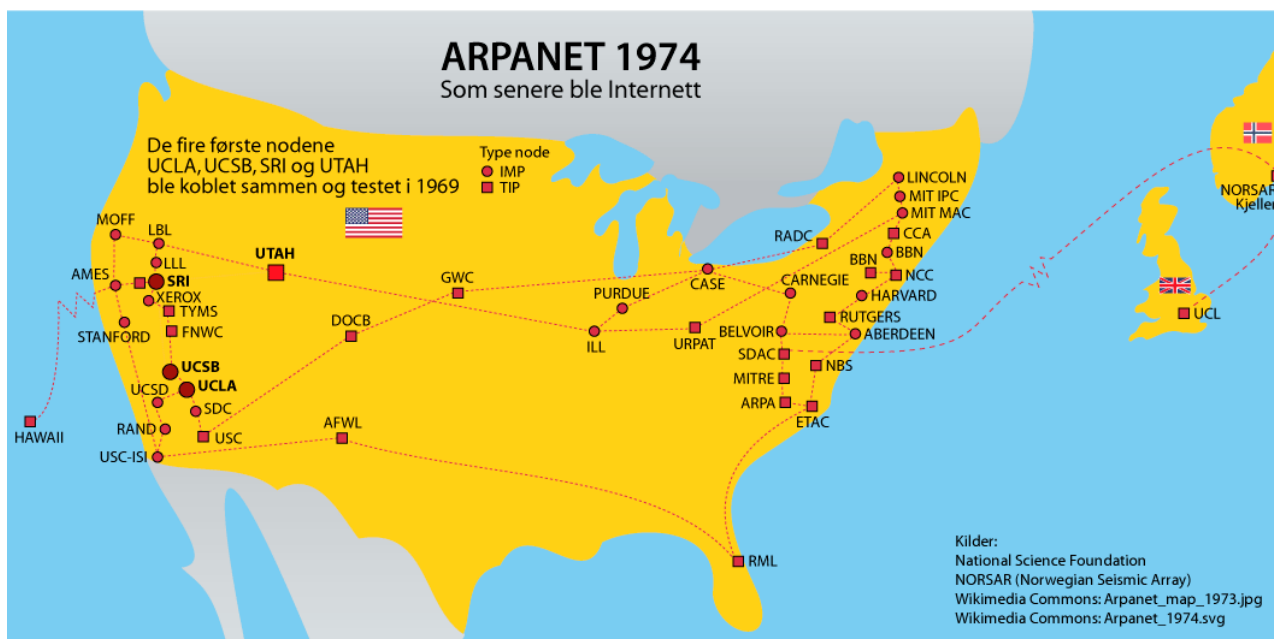 ARPANET 1974
Som senere ble Internett
De fire første nodene
UCLA, UCSB, SRI og UTAH
ble koblet sammen og testet i 1969
Type node
IMP
TIP
MOFF
LBL
LLL
AMES
SRI
XEROX
TYMS
STANFORD
FNWC
UCSB
UCSD
UCLA
SDC
RAND
USC
USC-ISI
HAWAII
UTAH
GWC
DOCB
AFWL
PURDUE
ILL
URPAT
CASE
RADC
LINCOLN
MIT IPC
MIT MAC
CCA
BBN
BBN
NCC
CARNEGIE
HARVARD
RUTGERS
BELVOIR
ABERDEEN
SDAC
NBS
MITRE
ARPA
ETAC
RML
NORSAR
Kjeller
UCL
Kilder:
National Science Foundation
NORSAR (Norwegian Seismic Array)
Wikimedia Commons: Arpanet_map_1973.jpg
Wikimedia Commons: Arpanet_1974.svg